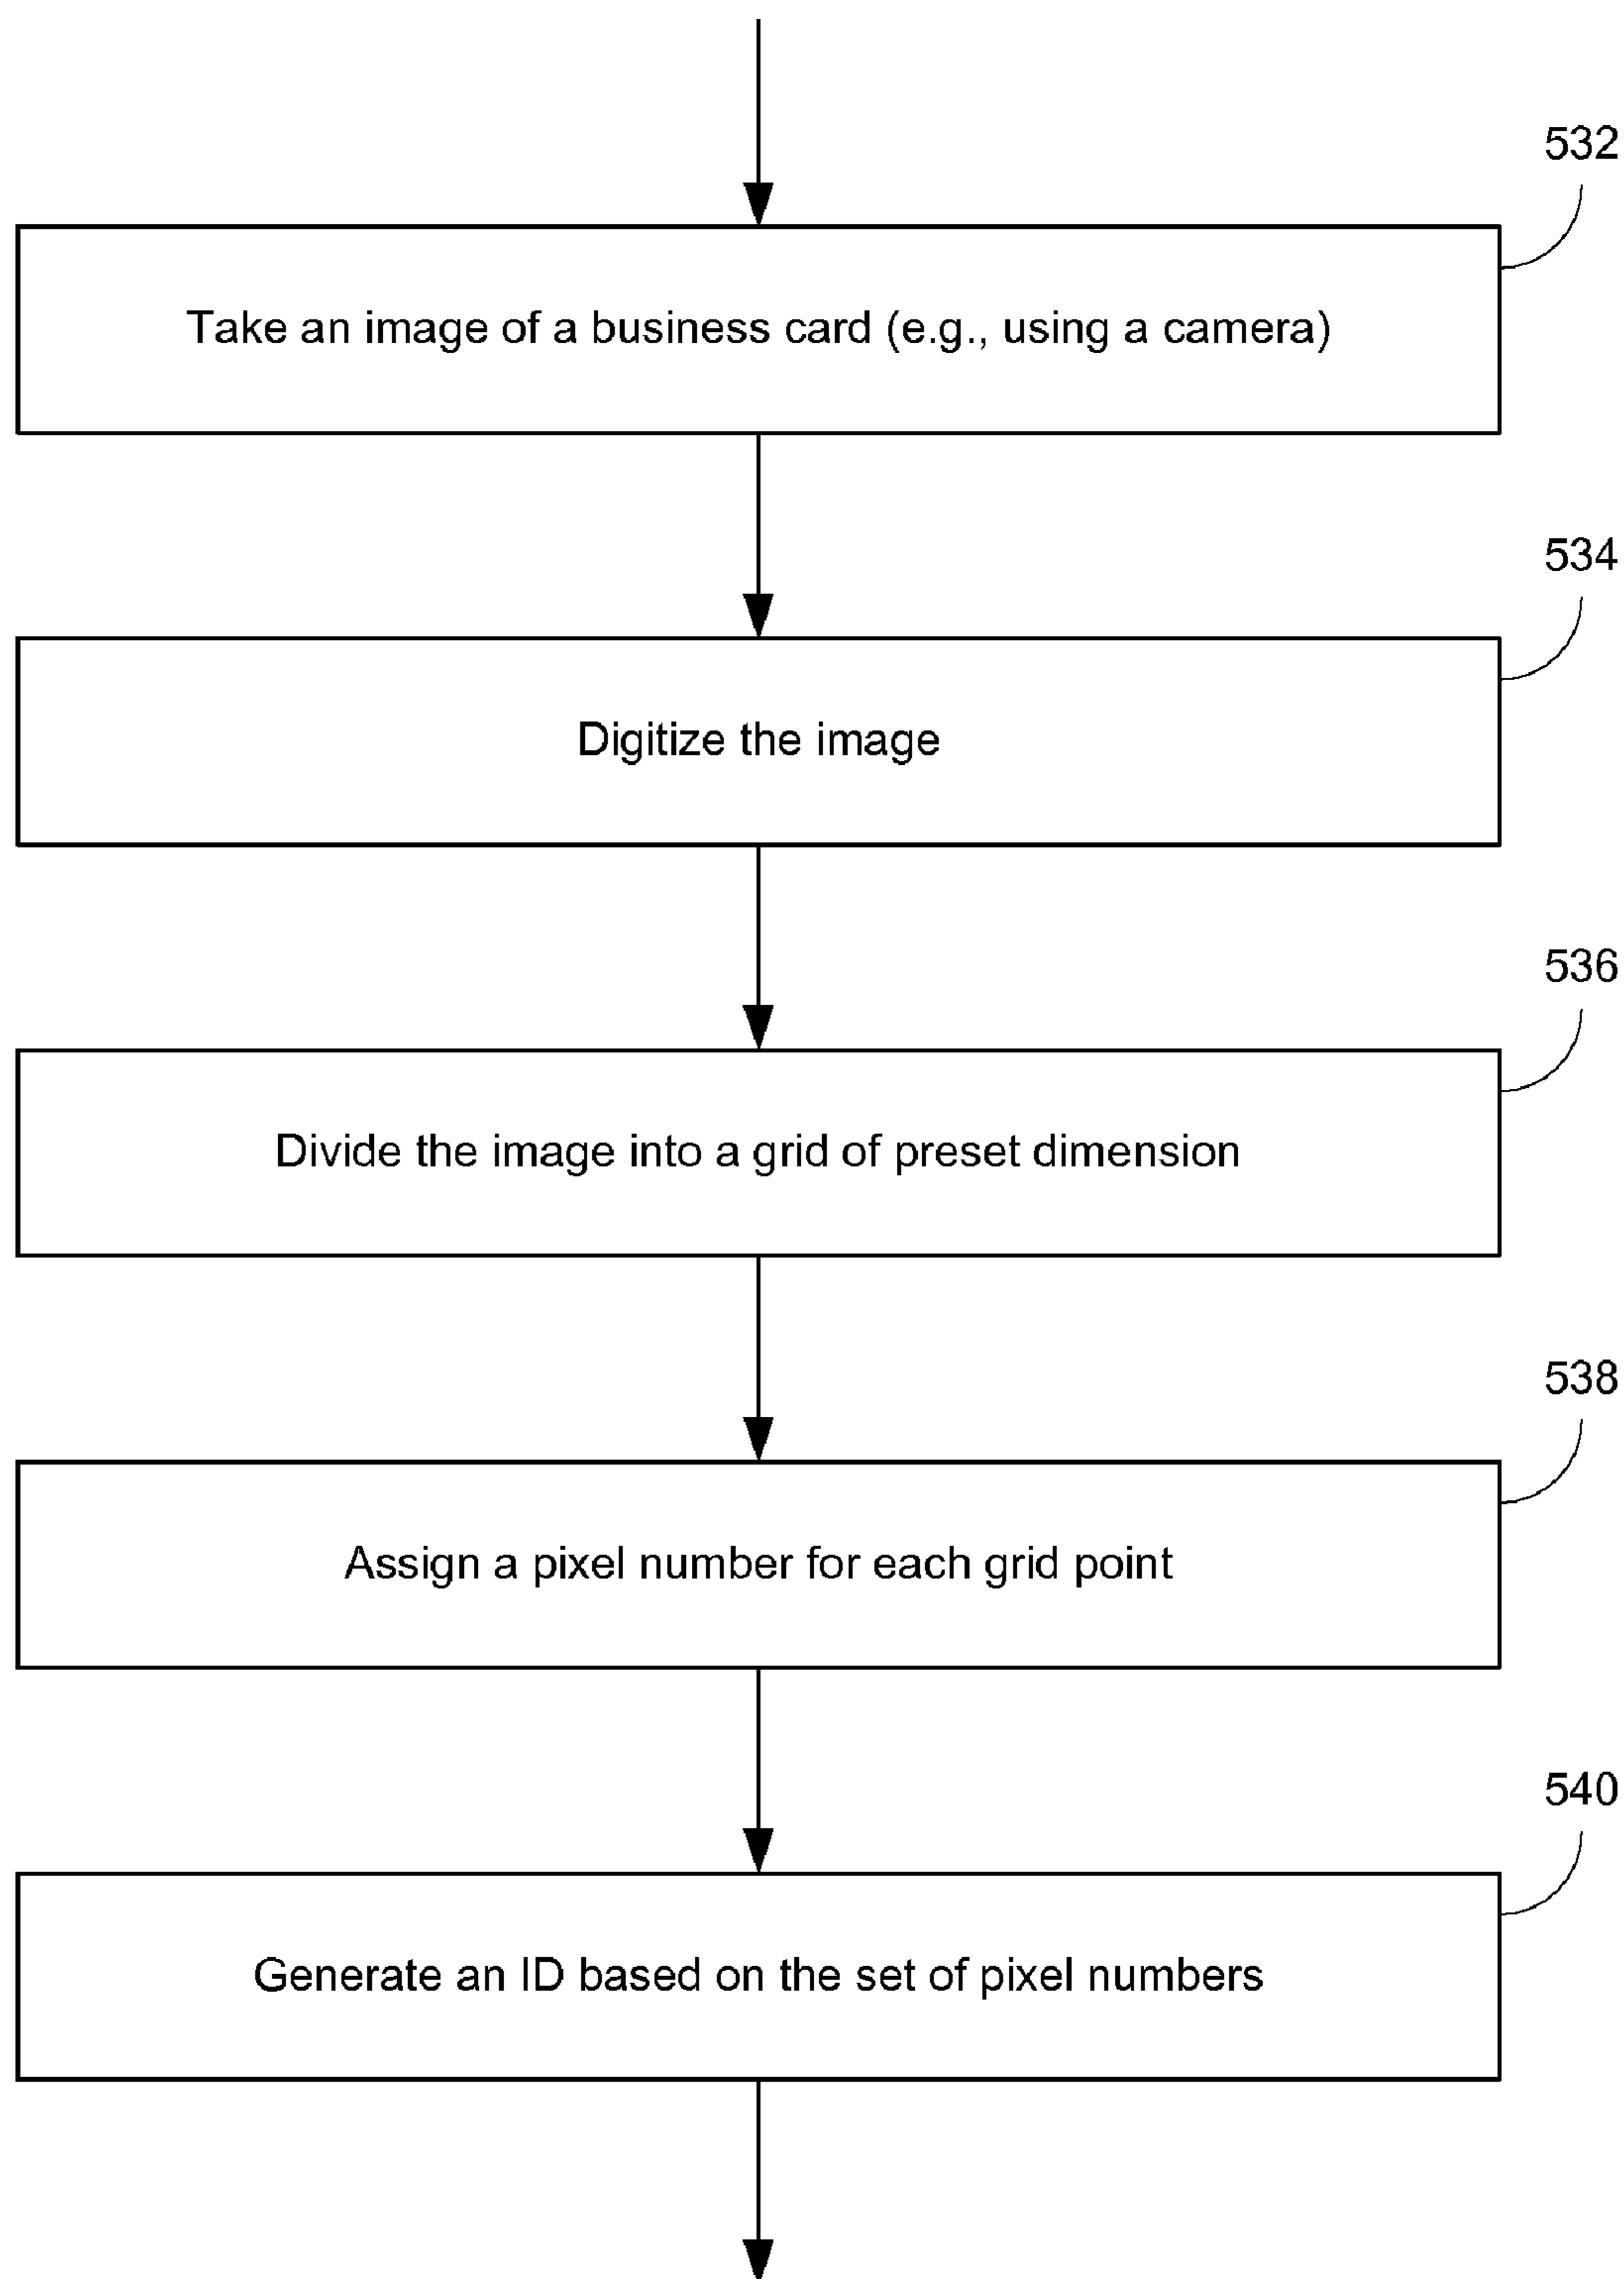 532
Take an image of a business card (e.g., using a camera)
534
Digitize the image
536
Divide the image into a grid of preset dimension
538
Assign a pixel number for each grid point
540
Generate an ID based on the set of pixel numbers